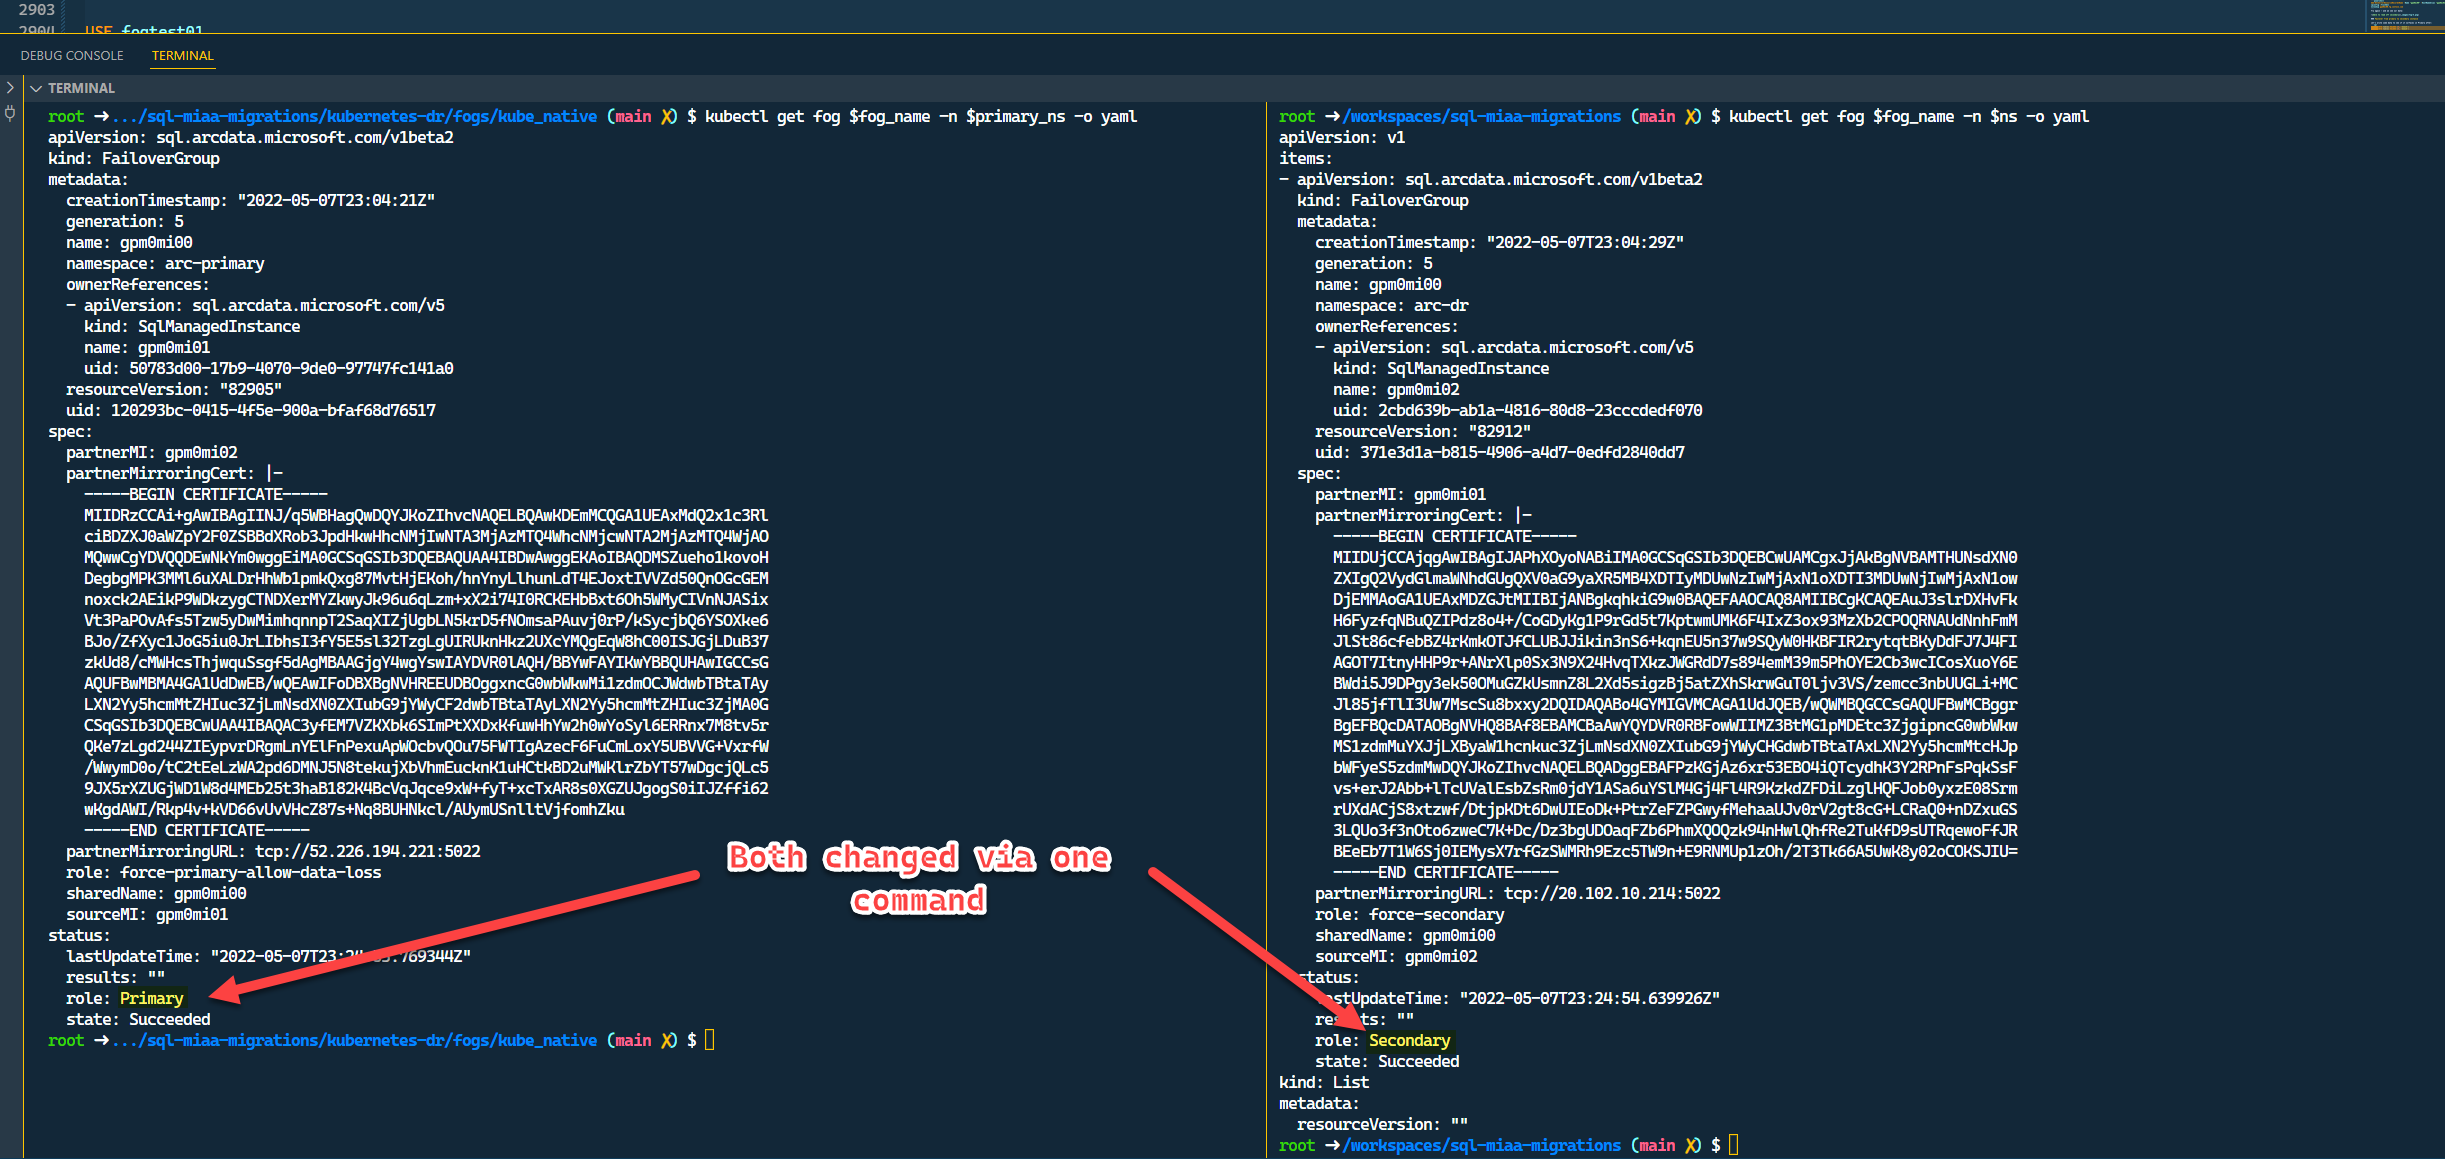 2903
2904 USE fogtest01
DEBUG CONSOLE TERMINAL
TERMINAL
root ➜ .../sql-miaa-migrations/kubernetes-dr/fogs/kube_native (main ✗) $ kubectl get fog $fog_name -n $primary_ns -o yaml
apiVersion: sql.arcdata.microsoft.com/v1beta2
kind: FailoverGroup
metadata:
  creationTimestamp: "2022-05-07T23:04:21Z"
  generation: 5
  name: gpm0mi00
  namespace: arc-primary
  ownerReferences:
  - apiVersion: sql.arcdata.microsoft.com/v5
    kind: SqlManagedInstance
    name: gpm0mi01
    uid: 50783d00-17b9-4070-9de0-97747fc141a0
  resourceVersion: "82905"
  uid: 120293bc-0415-4f5e-900a-bfaf68d76517
spec:
  partnerMI: gpm0mi02
  partnerMirroringCert: |-
    -----BEGIN CERTIFICATE-----
    MIIDRzCCAi+gAwIBAgIINJ/q5WBHagQwDQYJKoZIhvcNAQELBQAwKDEmMCQGA1UEAxMdQ2x1c3Rl
    ciBDZXJ0aWZpY2F0ZSBBdXRob3JpdHkwHhcNMjIwNTA3MjAzMTQ4WhcNMjcwNTA2MjAzMTQ4WjAO
    MQwwCgYDVQQDEwNkYm0wggEiMA0GCSqGSIb3DQEBAQUAA4IBDwAwggEKAoIBAQDMSZueho1kovoH
    DegbgMPK3MMl6uXALDrHhWb1pmkQxg87MvtHjEKoh/hnYnyLlhunLdT4EJoxtIVVZd50QnOGcGEM
    noxck2AEikP9WDkzygCTNDXerMYZkwyJk96u6qLzm+xX2i74I0RCKEHbBxt6Oh5WMyCIVnNJASix
    Vt3PaPOvAfs5Tzw5yDwMimhqnnpT2SaqXIZjUgbLN5krD5fNOmsaPAuvj0rP/kSycjbQ6YSOXke6
    BJo/ZfXyc1JoG5iu0JrLIbhsI3fY5E5sl32TzgLgUIRUknHkz2UXcYMQgEqW8hC00ISJGjLDuB37
    zkUd8/cMWHcsThjwquSsgf5dAgMBAAGjgY4wgYswIAYDVR0lAQH/BBYwFAYIKwYBBQUHAwIGCCsG
    AQUFBwMBMA4GA1UdDwEB/wQEAwIFoDBXBgNVHREEUDBOggxncG0wbWkwMi1zdmOCJWdwbTBtaTAy
    LXN2Yy5hcmMtZHIuc3ZjLmNsdXN0ZXIubG9jYWyCF2dwbTBtaTAyLXN2Yy5hcmMtZHIuc3ZjMA0G
    CSqGSIb3DQEBCwUAA4IBAQAC3yfEM7VZKXbk6SImPtXXDxKfuwHhYw2h0wYoSyl6ERRnx7M8tv5r
    QKe7zLgd244ZIEypvrDRgmLnYElFnPexuApWOcbvQOu75FWTIgAzecF6FuCmLoxY5UBVVG+VxrfW
    /WwymD0o/tC2tEeLzWA2pd6DMNJ5N8tekujXbVhmEucknK1uHCtkBD2uMWKlrZbYT57wDgcjQLc5
    9JX5rXZUGjWD1W8d4MEb25t3haB182K4BcVqJqce9xW+fyT+xcTxAR8s0XGZUJgogS0iIJZffi62
    wKgdAWI/Rkp4v+kVD66vUvVHcZ87s+Nq8BUHNkcl/AUymUSnlltVjfomhZku
    -----END CERTIFICATE-----
  partnerMirroringURL: tcp://52.226.194.221:5022
  role: force-primary-allow-data-loss
  sharedName: gpm0mi00
  sourceMI: gpm0mi01
status:
  lastUpdateTime: "2022-05-07T23:24 769344Z"
  results: ""
  role: Primary
  state: Succeeded
root ➜ .../sql-miaa-migrations/kubernetes-dr/fogs/kube_native (main ✗) $
Both changed via one
command
root ➜ /workspaces/sql-miaa-migrations (main ✗) $ kubectl get fog $fog_name -n $ns -o yaml
apiVersion: v1
items:
- apiVersion: sql.arcdata.microsoft.com/v1beta2
  kind: FailoverGroup
  metadata:
    creationTimestamp: "2022-05-07T23:04:29Z"
    generation: 5
    name: gpm0mi00
    namespace: arc-dr
    ownerReferences:
    - apiVersion: sql.arcdata.microsoft.com/v5
      kind: SqlManagedInstance
      name: gpm0mi02
      uid: 2cbd639b-ab1a-4816-80d8-23cccdedf070
    resourceVersion: "82912"
    uid: 371e3d1a-b815-4906-a4d7-0edfd2840dd7
  spec:
    partnerMI: gpm0mi01
    partnerMirroringCert: |-
      -----BEGIN CERTIFICATE-----
      MIIDUjCCAjqgAwIBAgIJAPhXOyoNABiIMA0GCSqGSIb3DQEBCwUAMCgxJjAkBgNVBAMTHUNsdXN0
      ZXIgQ2VydGlmaWNhdGUgQXV0aG9yaXR5MB4XDTIyMDUwNzIwMjAxN1oXDTI3MDUwNjIwMjAxN1ow
      DjEMMAoGA1UEAxMDZGJtMIIBIjANBgkqhkiG9w0BAQEFAAOCAQ8AMIIBCgKCAQEAuJ3slrDXHvFk
      H6FyzfqNBuQZIPdz8o4+/CoGDyKg1P9rGd5t7KptwmUMK6F4IxZ3ox93MzXb2CPOQRNAUdNnhFmM
      JlSt86cfebBZ4rKmkOTJfCLUBJJikin3nS6+kqnEU5n37w9SQyW0HKBFIR2rytqtBKyDdFJ7J4FI
      AGOT7ItnyHHP9r+ANrXlp0Sx3N9X24HvqTXkzJWGRdD7s894emM39m5PhOYE2Cb3wcICosXuoY6E
      BWdi5J9DPgy3ek50OMuGZkUsmnZ8L2Xd5sigzBj5atZXhSkrwGuT0ljv3VS/zemcc3nbUUGLi+MC
      Jl85jfTlI3Uw7MscSu8bxxy2DQIDAQABo4GYMIGVMCAGA1UdJQEB/wQWMBQGCCsGAQUFBwMCBggr
      BgEFBQcDATAOBgNVHQ8BAf8EBAMCBaAwYQYDVR0RBFowWIIMZ3BtMG1pMDEtc3ZjgipncG0wbWkw
      MS1zdmMuYXJjLXByaW1hcnkuc3ZjLmNsdXN0ZXIubG9jYWyCHGdwbTBtaTAxLXN2Yy5hcmMtcHJp
      bWFyeS5zdmMwDQYJKoZIhvcNAQELBQADggEBAFPzKGjAz6xr53EBO4iQTcydhK3Y2RPnFsPqkSsF
      vs+erJ2Abb+lTcUValEsbZsRm0jdY1ASa6uYSlM4Gj4Fl4R9KzkdZFDiLzglHQFJob0yxzE08Srm
      rUXdACjS8xtzwf/DtjpKDt6DwUIEoDk+PtrZeFZPGwyfMehaaUJv0rV2gt8cG+LCRaQ0+nDZxuGS
      3LQUo3f3nOto6zweC7K+Dc/Dz3bgUDOaqFZb6PhmXQOQzk94nHwlQhfRe2TuKfD9sUTRqewoFfJR
      BEeEb7T1W6Sj0IEMysX7rfGzSWMRh9Ezc5TW9n+E9RNMUp1zOh/2T3Tk66A5UwK8y02oCOKSJIU=
      -----END CERTIFICATE-----
    partnerMirroringURL: tcp://20.102.10.214:5022
    role: force-secondary
    sharedName: gpm0mi00
    sourceMI: gpm0mi02
  status:
    lastUpdateTime: "2022-05-07T23:24:54.639926Z"
    results: ""
    role: Secondary
    state: Succeeded
kind: List
metadata:
  resourceVersion: ""
root ➜ /workspaces/sql-miaa-migrations (main ✗) $